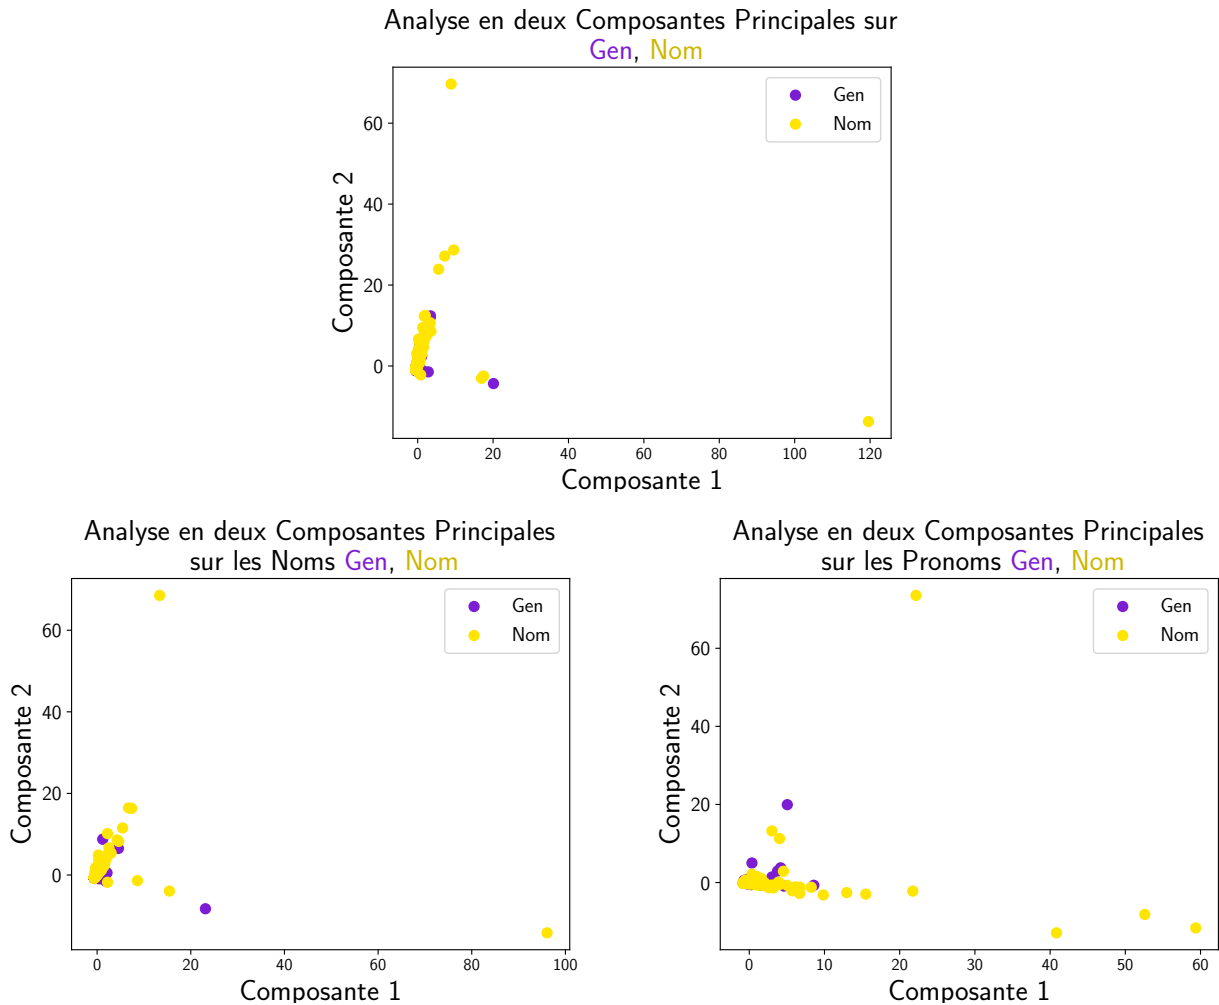 Analyse en deux Composantes Principales sur
Gen, Nom
Gen
Nom
60
40
20
0
Composante 2
0 20 40 60 80 100 120
Composante 1
Analyse en deux Composantes Principales
sur les Noms Gen, Nom
Gen
Nom
60
40
20
0
Composante 2
0 20 40 60 80 100
Composante 1
Analyse en deux Composantes Principales
sur les Pronoms Gen, Nom
Gen
Nom
60
40
20
0
Composante 2
0 10 20 30 40 50 60
Composante 1